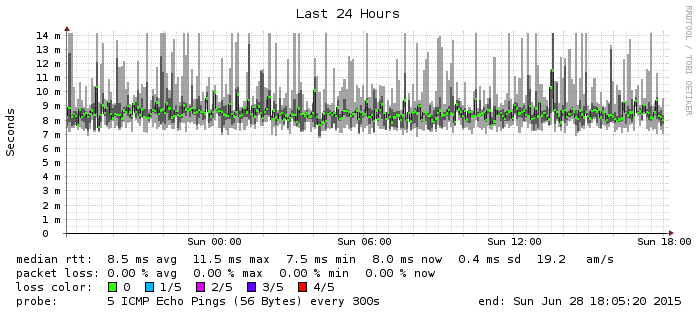 Last 24 Hours
RRDTOOL / TOBI OETIKER
Seconds
14 m
13 m
12 m
11 m
10 m
9 m
8 m
7 m
6 m
5 m
4 m
3 m
2 m
1 m
0
Sun 00:00 Sun 06:00 Sun 12:00 Sun 18:00
median rtt: 8.5 ms avg 11.5 ms max 7.5 ms min 8.0 ms now 0.4 ms sd 19.2 am/s
packet loss: 0.00 % avg 0.00 % max 0.00 % min 0.00 % now
loss color: 0 1/5 2/5 3/5 4/5
probe: 5 ICMP Echo Pings (56 Bytes) every 300s end: Sun Jun 28 18:05:20 2015